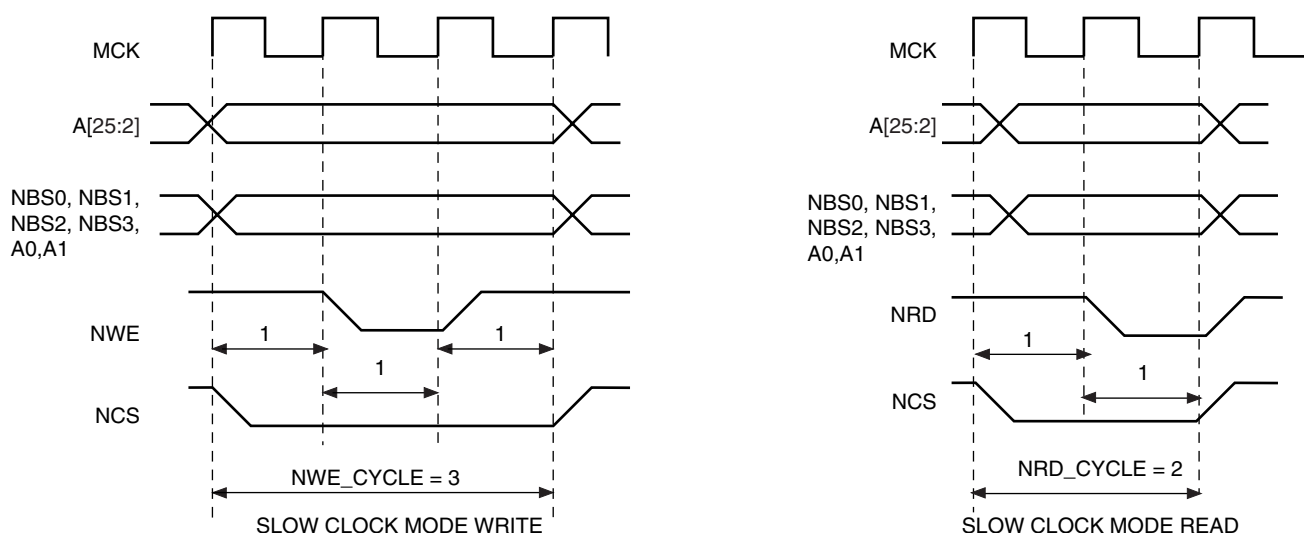 MCK
A[25:2]
NBS0, NBS1,
NBS2, NBS3,
A0,A1
NWE
1
1
1
NCS
NWE_CYCLE = 3
SLOW CLOCK MODE WRITE
MCK
A[25:2]
NBS0, NBS1,
NBS2, NBS3,
A0,A1
NRD
1
1
NCS
NRD_CYCLE = 2
SLOW CLOCK MODE READ